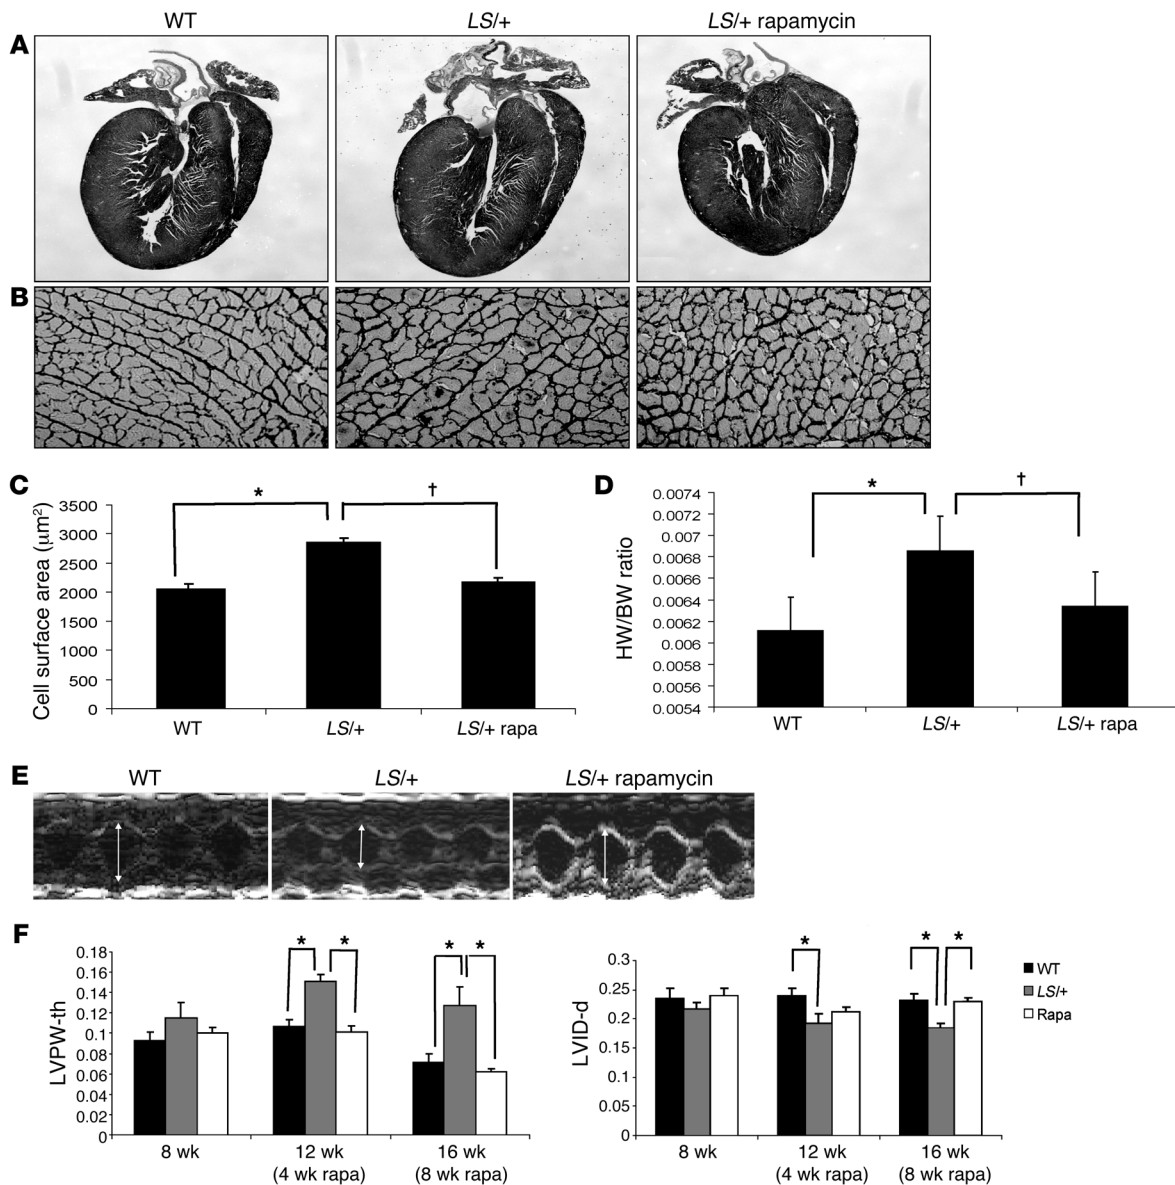 WT LS/+ LS/+ rapamycin
A
B
C
*
†
Cell surface area (μm²)
3500
3000
2500
2000
1500
1000
500
0
WT LS/+ LS/+ rapa
D
*
†
HW/BW ratio
0.0074
0.0072
0.007
0.0068
0.0066
0.0064
0.0062
0.006
0.0058
0.0056
0.0054
WT LS/+ LS/+ rapa
E
WT LS/+ LS/+ rapamycin
F
* * * *
LVPW-th
0.18
0.16
0.14
0.12
0.1
0.08
0.06
0.04
0.02
0
8 wk 12 wk 16 wk
(4 wk rapa) (8 wk rapa)
* * *
LVID-d
0.3
0.25
0.2
0.15
0.1
0.05
0
8 wk 12 wk 16 wk
(4 wk rapa) (8 wk rapa)
WT
LS/+
Rapa